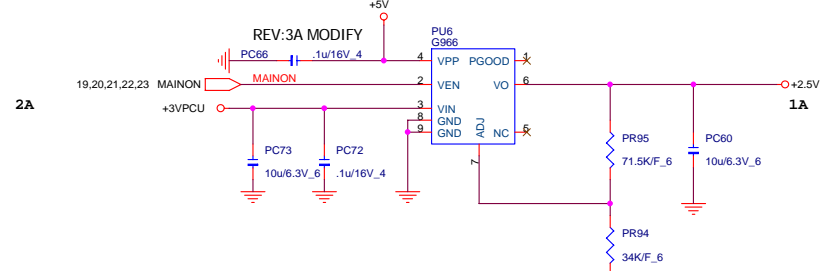 +5V
REV:3A MODIFY
PU6
G966
PC66 .1u/16V_4
4 VPP PGOOD 1
19,20,21,22,23 MAINON MAINON 2 VEN VO 6 +2.5V
2A +3VPCU 3 VIN 1A
8 GND
9 GND ADJ NC 5
7
PR95
71.5K/F_6
PC60
10u/6.3V_6
PC73
10u/6.3V_6
PC72
.1u/16V_4
PR94
34K/F_6